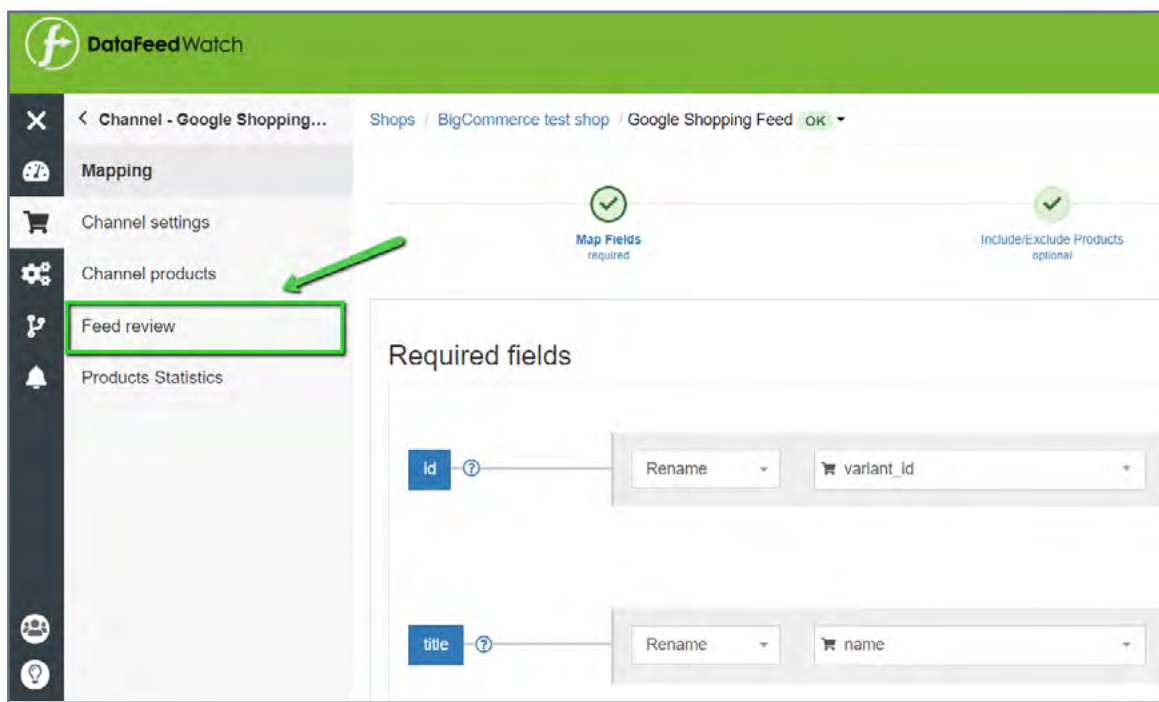 DataFeedWatch
Channel - Google Shopping...
Shops / BigCommerce test shop / Google Shopping Feed OK
Mapping
Channel settings
Channel products
Feed review
Products Statistics
Map Fields
required
Include/Exclude Products
optional
Required fields
id ? Rename variant_id
title ? Rename name